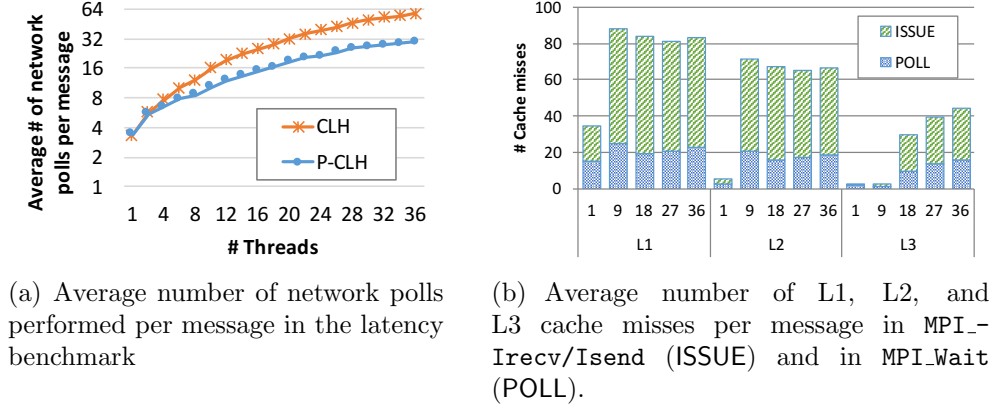 64
32
16
8
4
2
1
Average # of network
polls per message
CLH
P-CLH
1 4 8 12 16 20 24 28 32 36
# Threads
(a) Average number of network polls
performed per message in the latency
benchmark
100
80
60
40
20
0
# Cache misses
ISSUE
POLL
1 9 18 27 36 1 9 18 27 36 1 9 18 27 36
L1 L2 L3
(b) Average number of L1, L2, and
L3 cache misses per message in MPI_-
Irecv/Isend (ISSUE) and in MPI_Wait
(POLL).